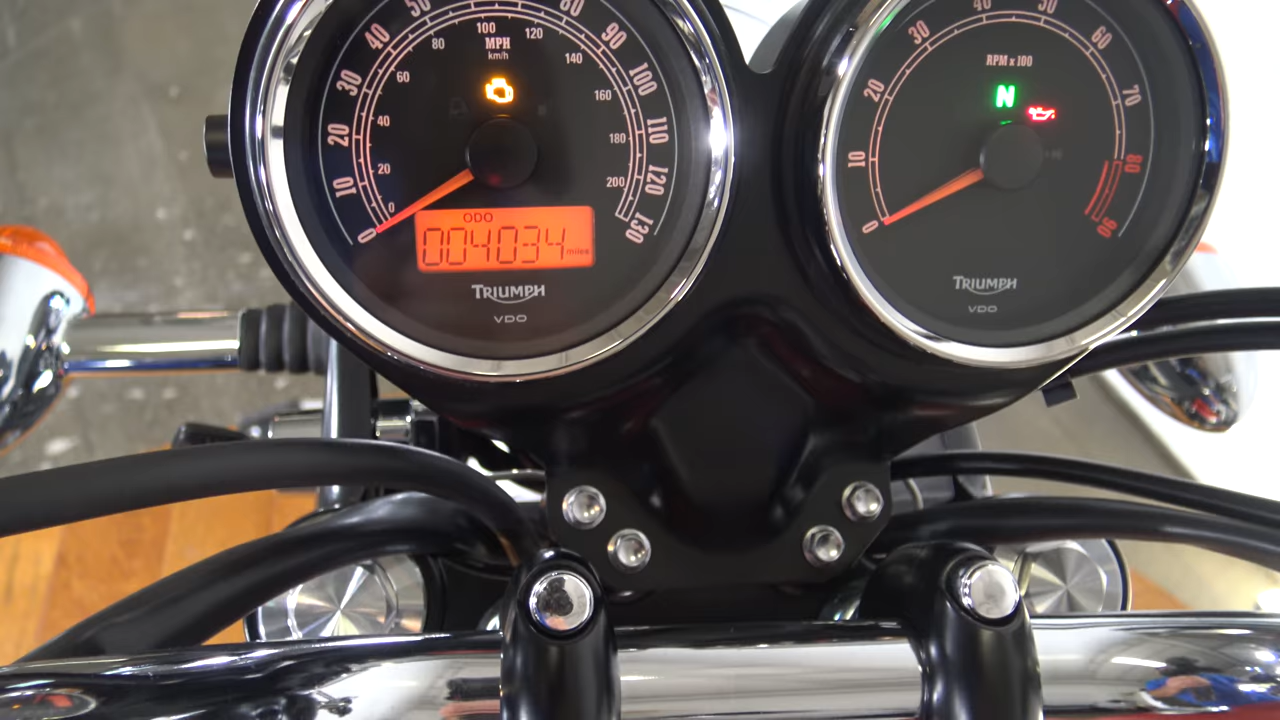 0 10 20 30 40 50 80 90 100 110 120 130
0 20 40 60 80 100 120 140 160 180 200
MPH
km/h
ODO
004034 miles
TRIUMPH
VDO
0 10 20 30 40 50 60 70 80 90
RPM x 100
N
TRIUMPH
VDO